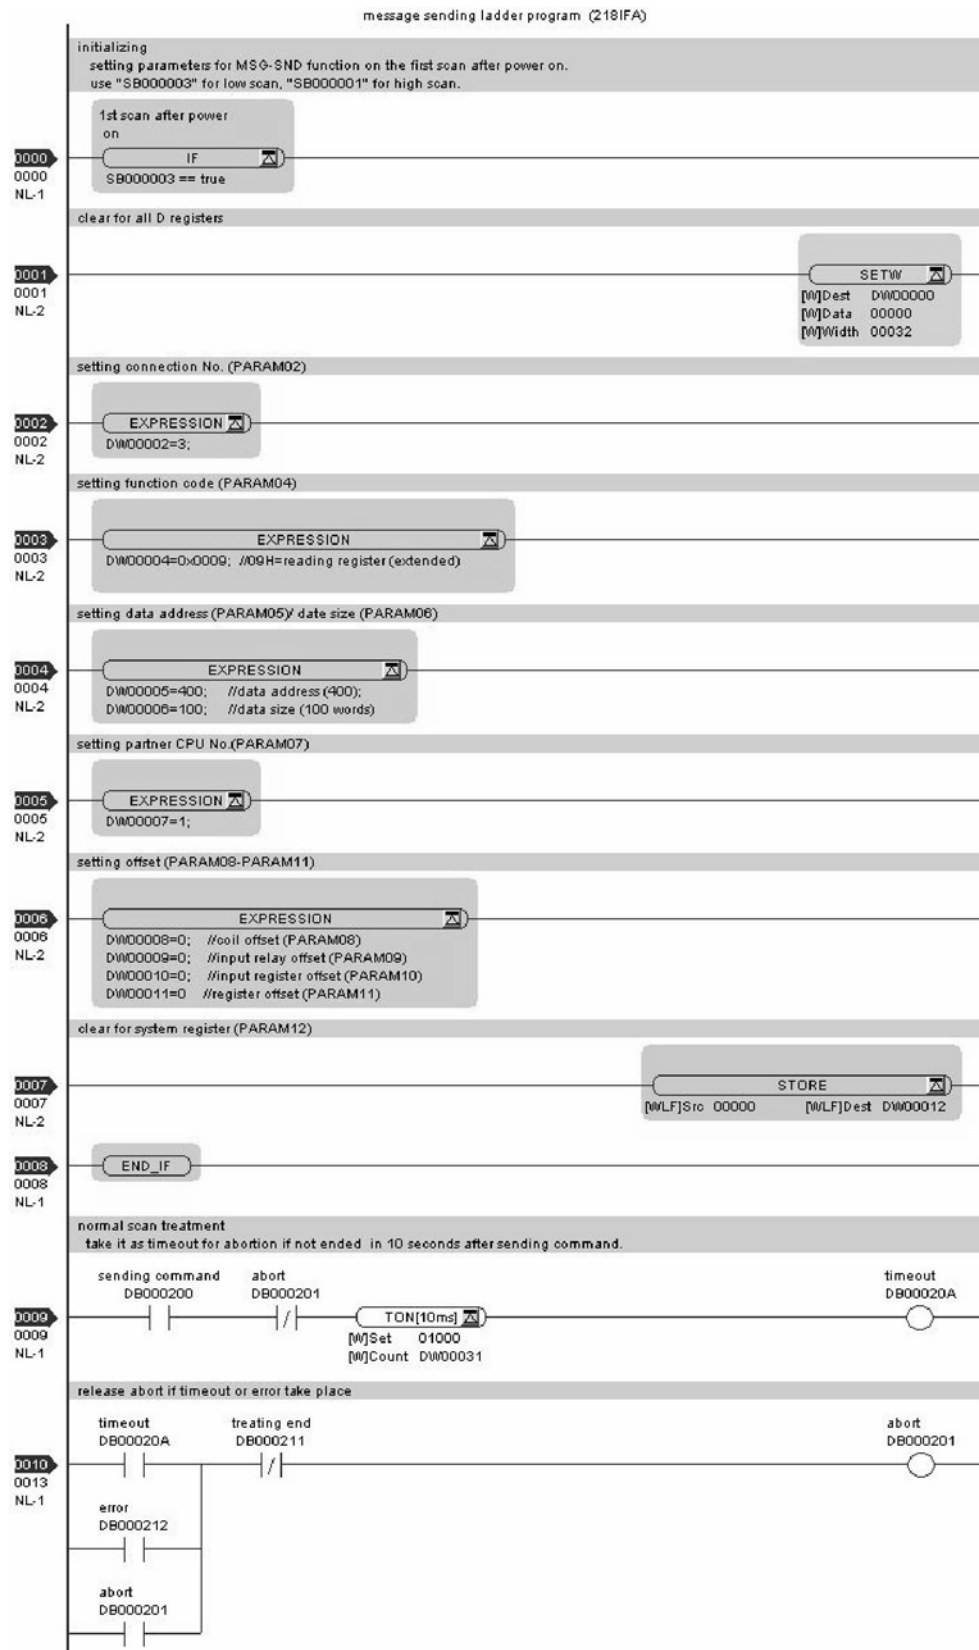 message sending ladder program (218IFA)
initializing
setting parameters for MSG-SND function on the first scan after power on.
use "SB000003" for low scan, "SB000001" for high scan.
1st scan after power
on
0000
IF
0000
SB000003 == true
NL-1
clear for all D registers
0001
SETW
0001
[W]Dest DW00000
NL-2
[W]Data 00000
[W]Width 00032
setting connection No. (PARAM02)
0002
EXPRESSION
0002
DW00002=3;
NL-2
setting function code (PARAM04)
0003
EXPRESSION
0003
DW00004=0x0009; //09H=reading register (extended)
NL-2
setting data address (PARAM05)/ date size (PARAM06)
0004
EXPRESSION
0004
DW00005=400; //data address (400);
NL-2
DW00006=100; //data size (100 words)
setting partner CPU No.(PARAM07)
0005
EXPRESSION
0005
DW00007=1;
NL-2
setting offset (PARAM08-PARAM11)
0006
EXPRESSION
0006
DW00008=0; //coil offset (PARAM08)
NL-2
DW00009=0; //input relay offset (PARAM09)
DW00010=0; //input register offset (PARAM10)
DW00011=0 //register offset (PARAM11)
clear for system register (PARAM12)
0007
STORE
0007
[WLF]Src 00000 [WLF]Dest DW00012
NL-2
0008
END_IF
0008
NL-1
normal scan treatment
take it as timeout for abortion if not ended in 10 seconds after sending command.
sending command abort timeout
DB000200 DB000201 DB00020A
0009
TON[10ms]
0009
[W]Set 01000
NL-1
[W]Count DW00031
release abort if timeout or error take place
timeout treating end abort
DB00020A DB000211 DB000201
0010
0013
NL-1
error
DB000212
abort
DB000201